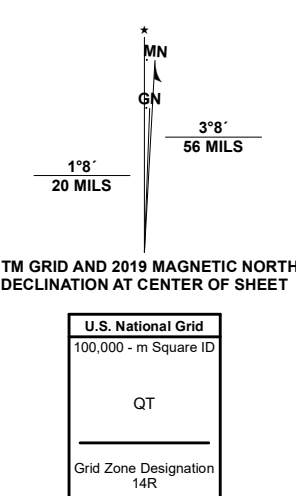 ★
MN
GN
3°8´
56 MILS
1°8´
20 MILS
TM GRID AND 2019 MAGNETIC NORTH
DECLINATION AT CENTER OF SHEET
U.S. National Grid
100,000 - m Square ID
QT
Grid Zone Designation
14R